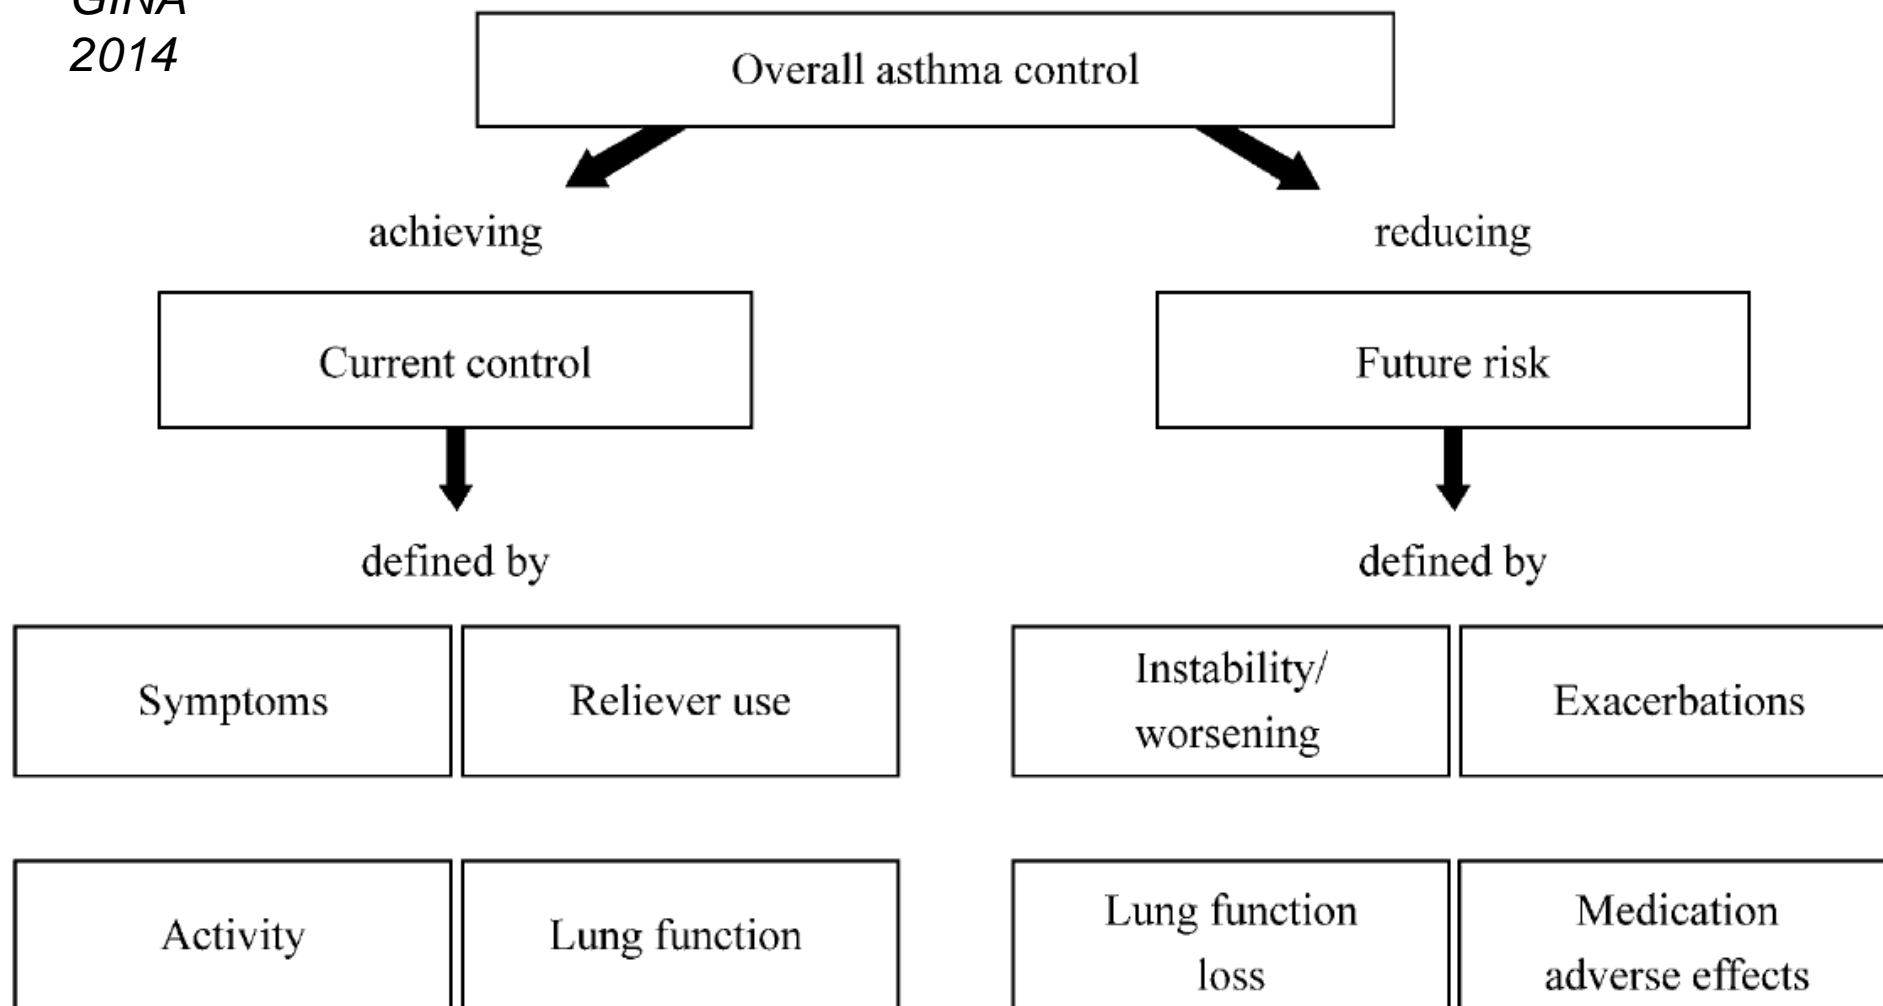 GINA
2014
Overall asthma control
achieving
reducing
Current control
Future risk
defined by
defined by
Symptoms
Reliever use
Instability/
worsening
Exacerbations
Activity
Lung function
Lung function
loss
Medication
adverse effects